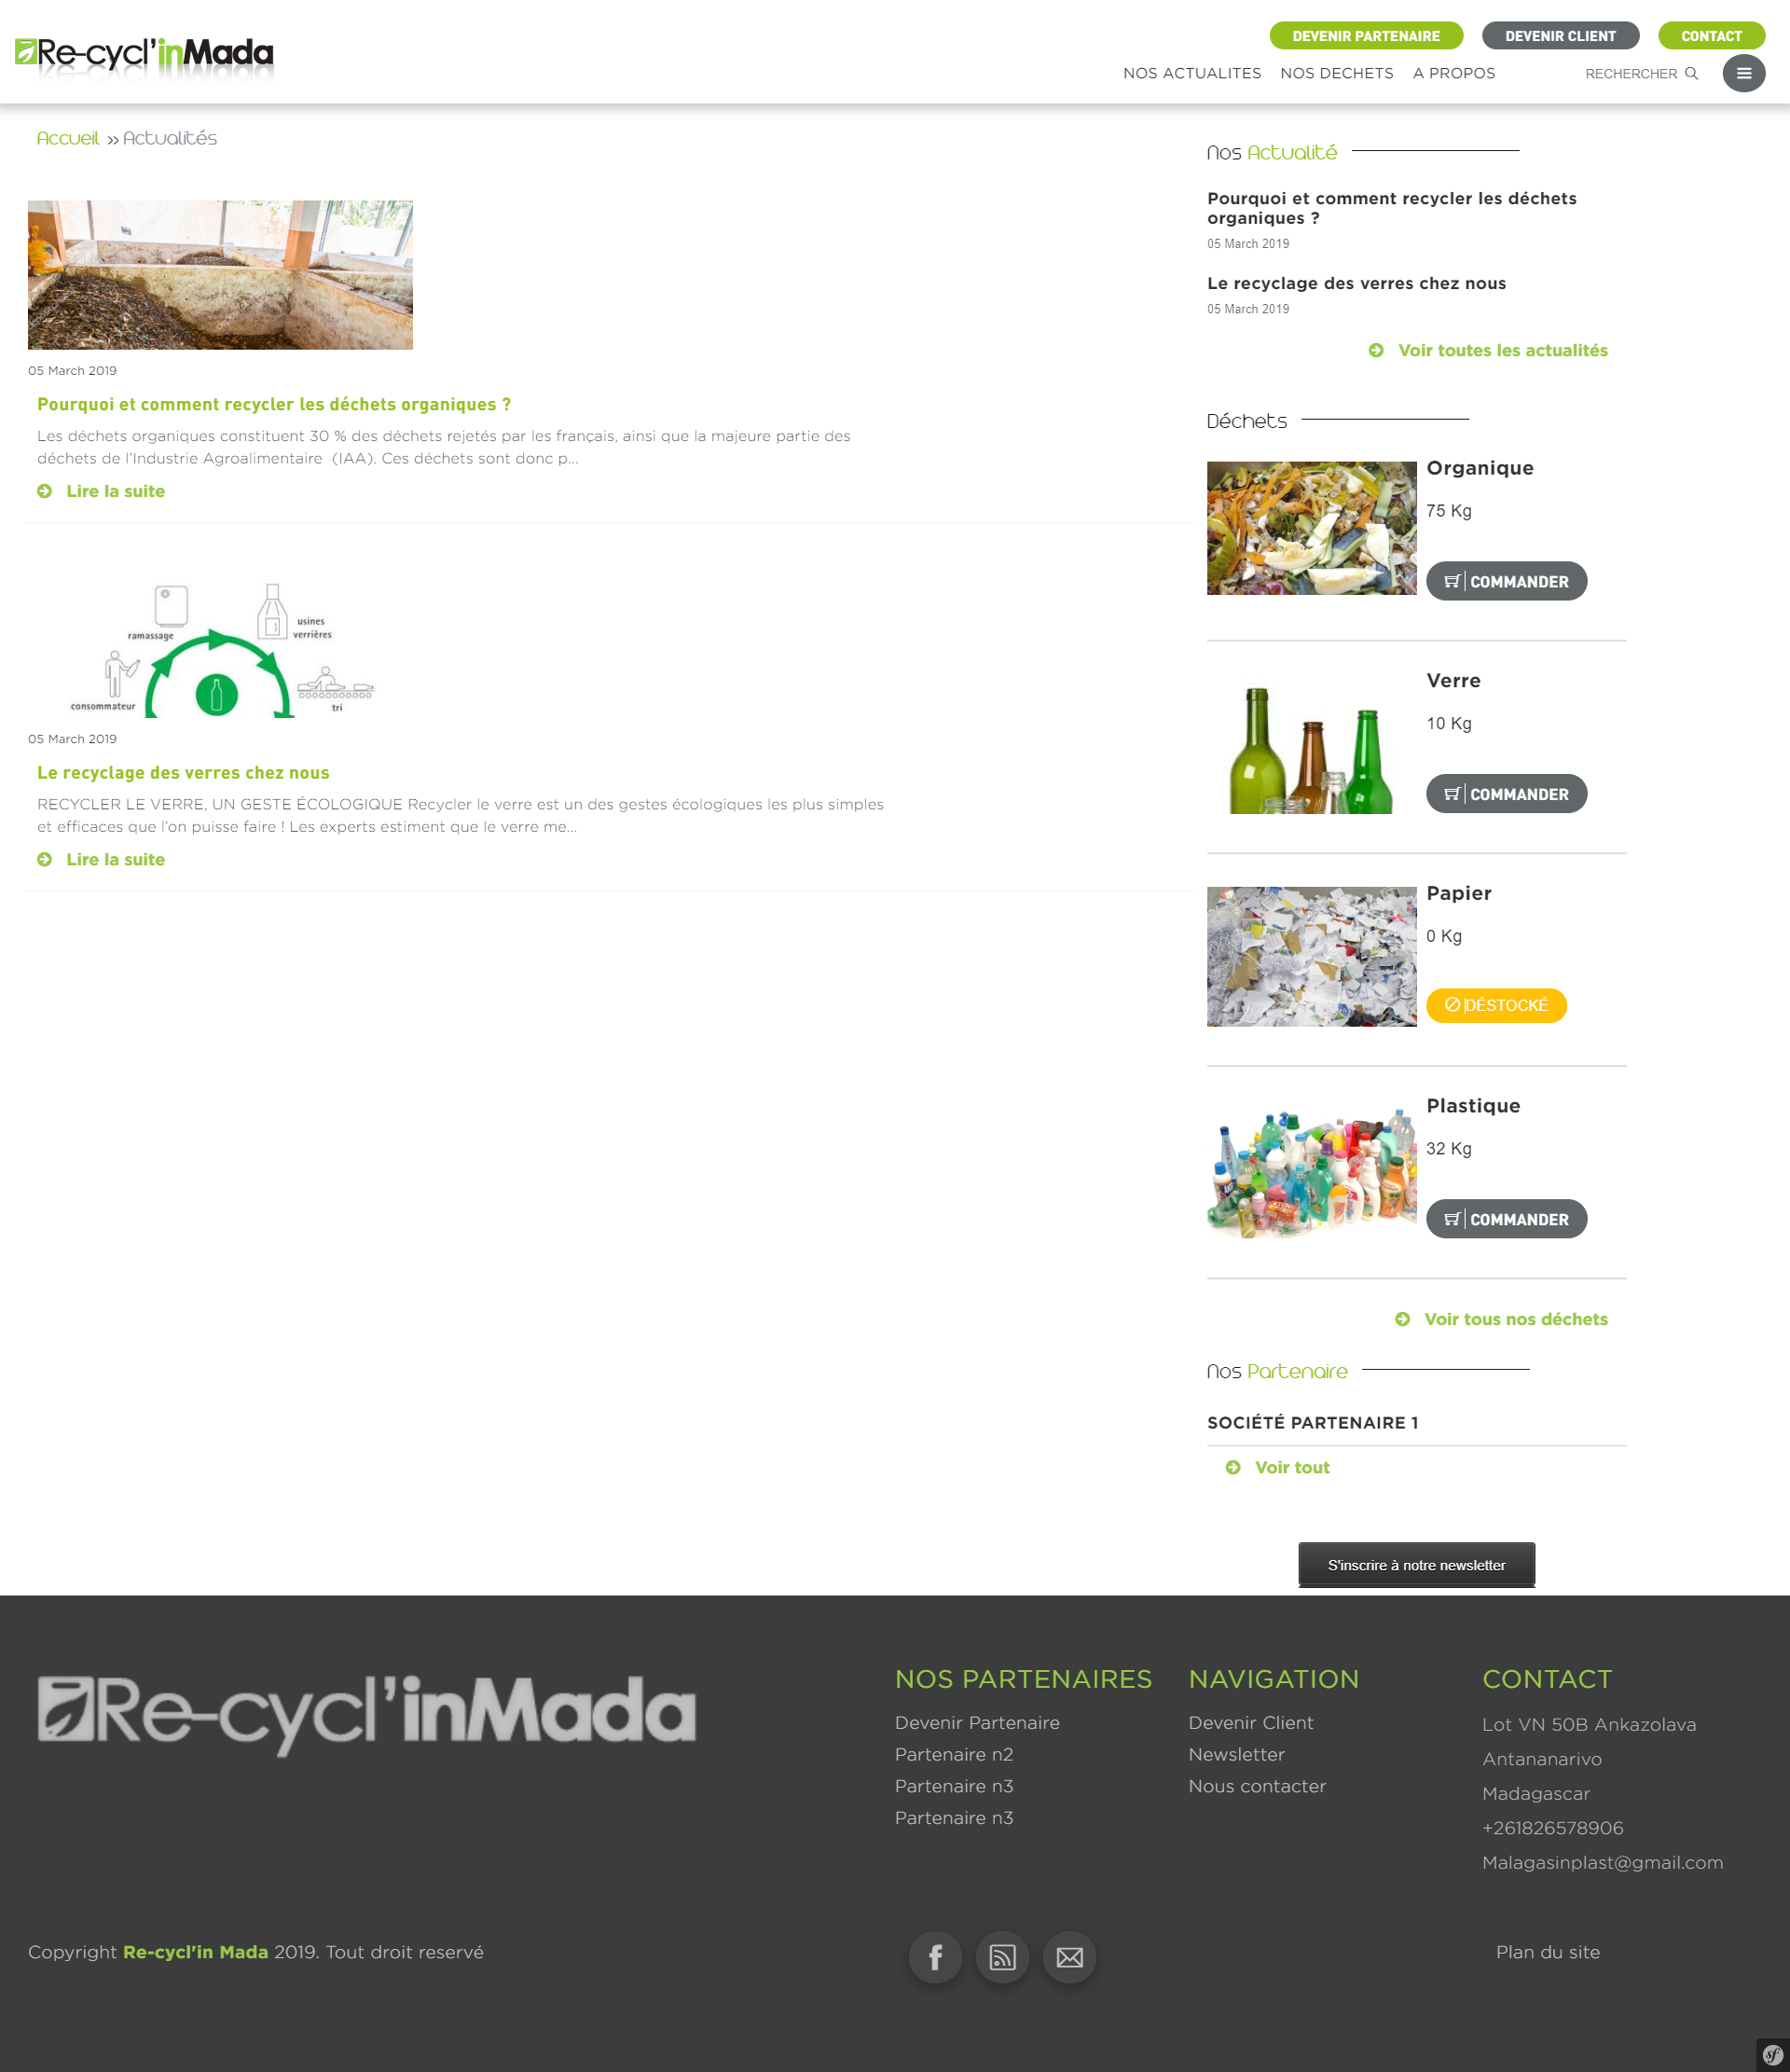 Re-cycl'inMada
DEVENIR PARTENAIRE
DEVENIR CLIENT
CONTACT
NOS ACTUALITES
NOS DECHETS
A PROPOS
RECHERCHER
Accueil >> Actualités
05 March 2019
Pourquoi et comment recycler les déchets organiques ?
Les déchets organiques constituent 30 % des déchets rejetés par les français, ainsi que la majeure partie des
déchets de l'Industrie Agroalimentaire (IAA). Ces déchets sont donc p...
Lire la suite
ramassage
usines
verrières
consommateur
tri
05 March 2019
Le recyclage des verres chez nous
RECYCLER LE VERRE, UN GESTE ÉCOLOGIQUE Recycler le verre est un des gestes écologiques les plus simples
et efficaces que l'on puisse faire ! Les experts estiment que le verre me...
Lire la suite
Nos Actualité
Pourquoi et comment recycler les déchets
organiques ?
05 March 2019
Le recyclage des verres chez nous
05 March 2019
Voir toutes les actualités
Déchets
Organique
75 Kg
COMMANDER
Verre
10 Kg
COMMANDER
Papier
0 Kg
|DÉSTOCKÉ
Plastique
32 Kg
COMMANDER
Voir tous nos déchets
Nos Partenaire
SOCIÉTÉ PARTENAIRE 1
Voir tout
S'inscrire à notre newsletter
Re-cycl'inMada
NOS PARTENAIRES
Devenir Partenaire
Partenaire n2
Partenaire n3
Partenaire n3
NAVIGATION
Devenir Client
Newsletter
Nous contacter
CONTACT
Lot VN 50B Ankazolava
Antananarivo
Madagascar
+261826578906
Malagasinplast@gmail.com
Copyright Re-cycl'in Mada 2019. Tout droit reservé
Plan du site
sf